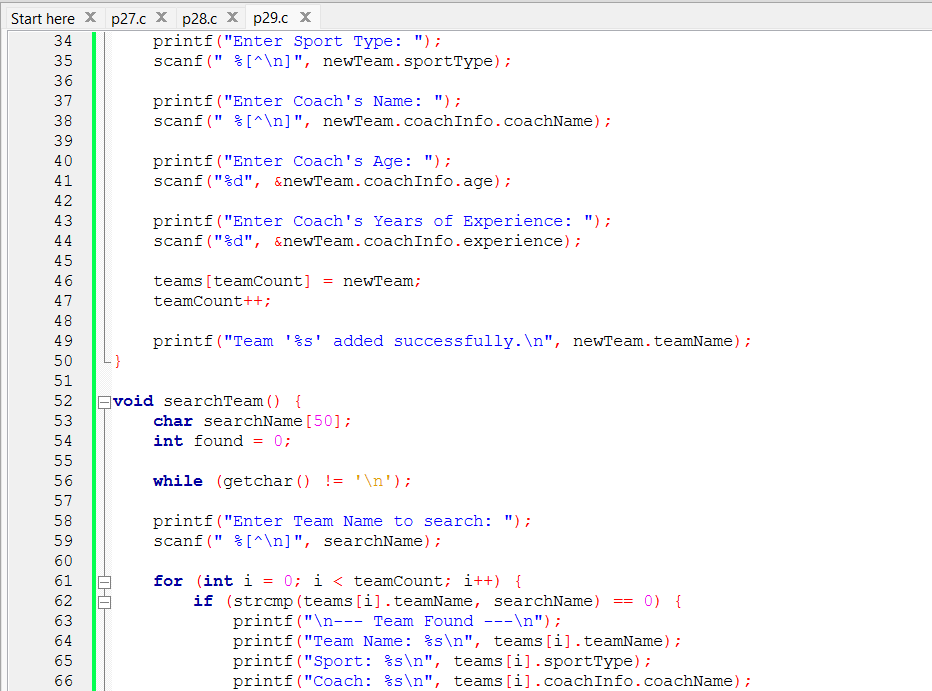 Start here X p27.c X p28.c X p29.c X
34     printf("Enter Sport Type: ");
35     scanf(" %[^\n]", newTeam.sportType);
36
37     printf("Enter Coach's Name: ");
38     scanf(" %[^\n]", newTeam.coachInfo.coachName);
39
40     printf("Enter Coach's Age: ");
41     scanf("%d", &newTeam.coachInfo.age);
42
43     printf("Enter Coach's Years of Experience: ");
44     scanf("%d", &newTeam.coachInfo.experience);
45
46     teams[teamCount] = newTeam;
47     teamCount++;
48
49     printf("Team '%s' added successfully.\n", newTeam.teamName);
50 }
51
52 void searchTeam() {
53     char searchName[50];
54     int found = 0;
55
56     while (getchar() != '\n');
57
58     printf("Enter Team Name to search: ");
59     scanf(" %[^\n]", searchName);
60
61     for (int i = 0; i < teamCount; i++) {
62         if (strcmp(teams[i].teamName, searchName) == 0) {
63             printf("\n--- Team Found ---\n");
64             printf("Team Name: %s\n", teams[i].teamName);
65             printf("Sport: %s\n", teams[i].sportType);
66             printf("Coach: %s\n", teams[i].coachInfo.coachName);